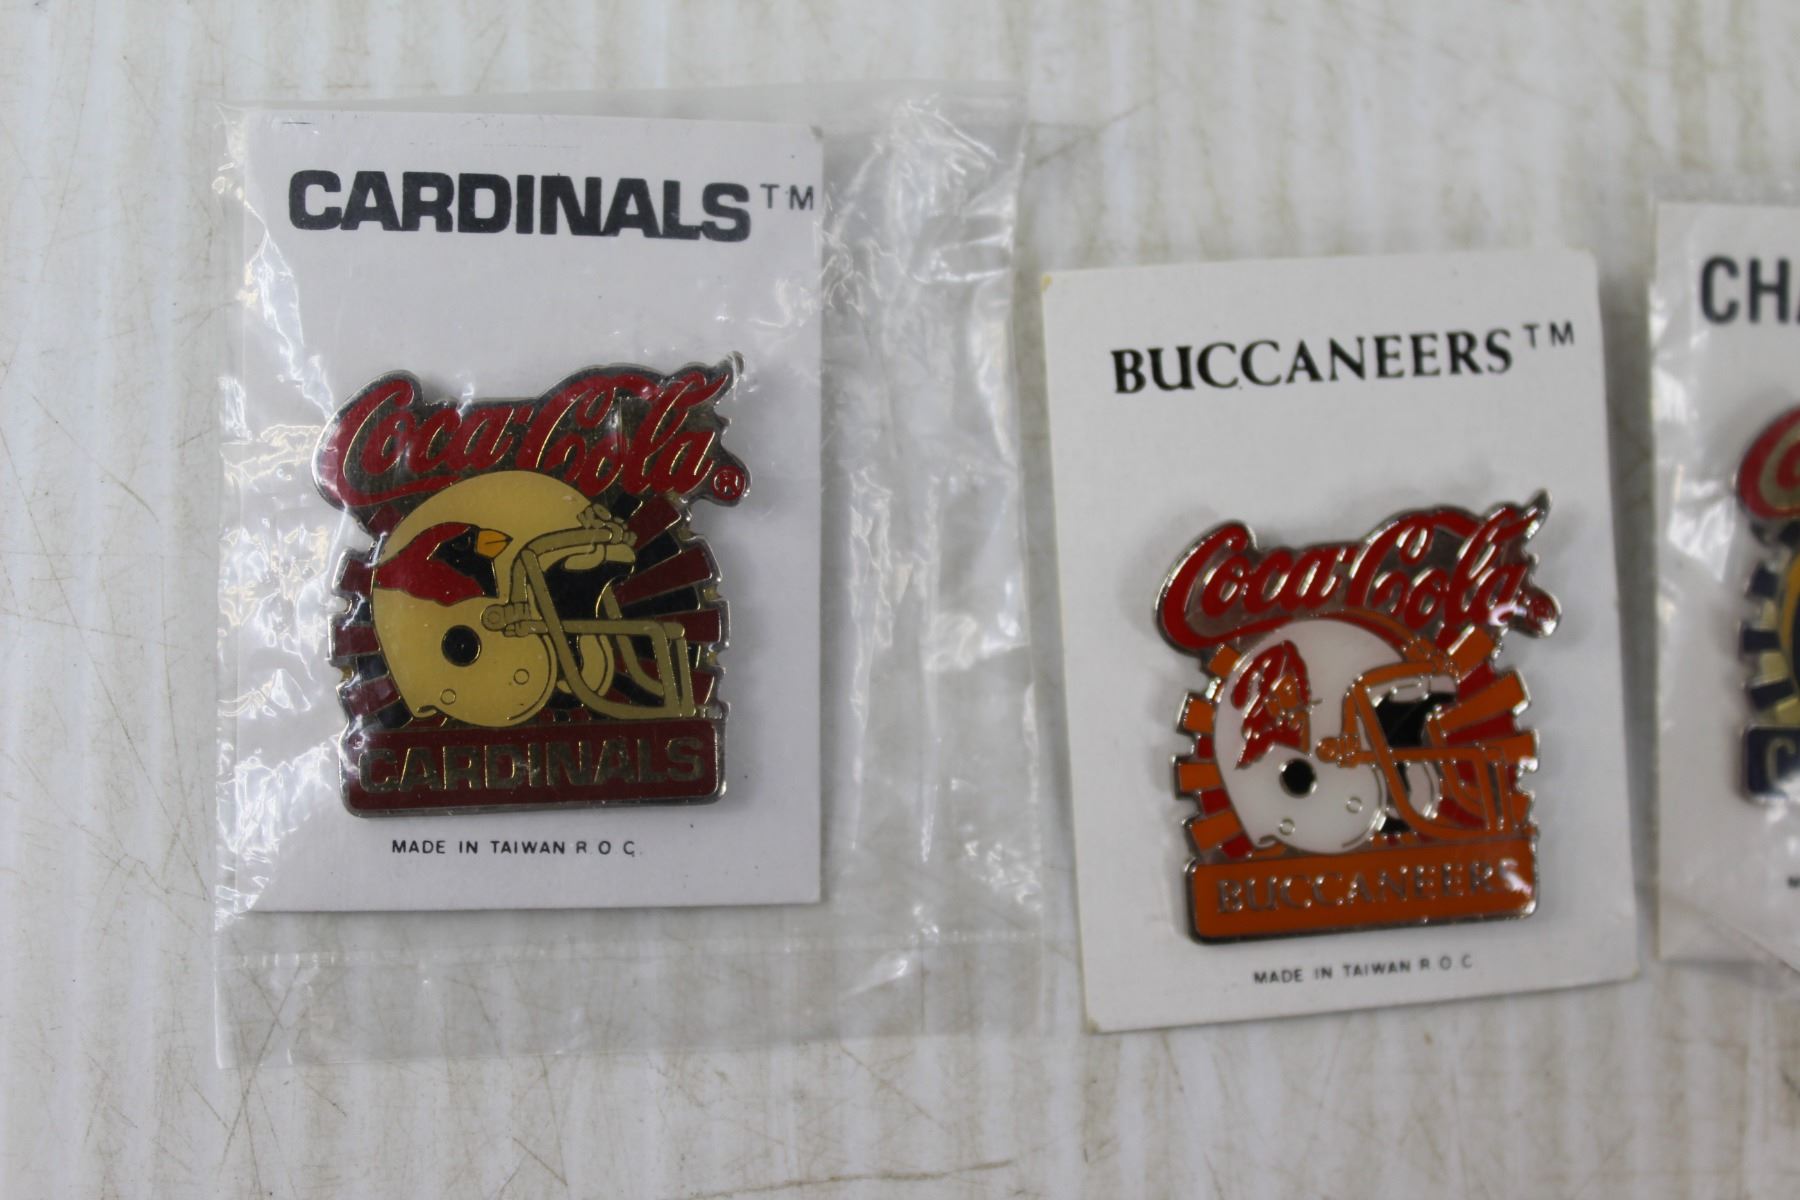 CARDINALS™
Coca-Cola®
CARDINALS
MADE IN TAIWAN R O C.
BUCCANEERS™
Coca-Cola®
BUCCANEERS
MADE IN TAIWAN R O C
CHA
C